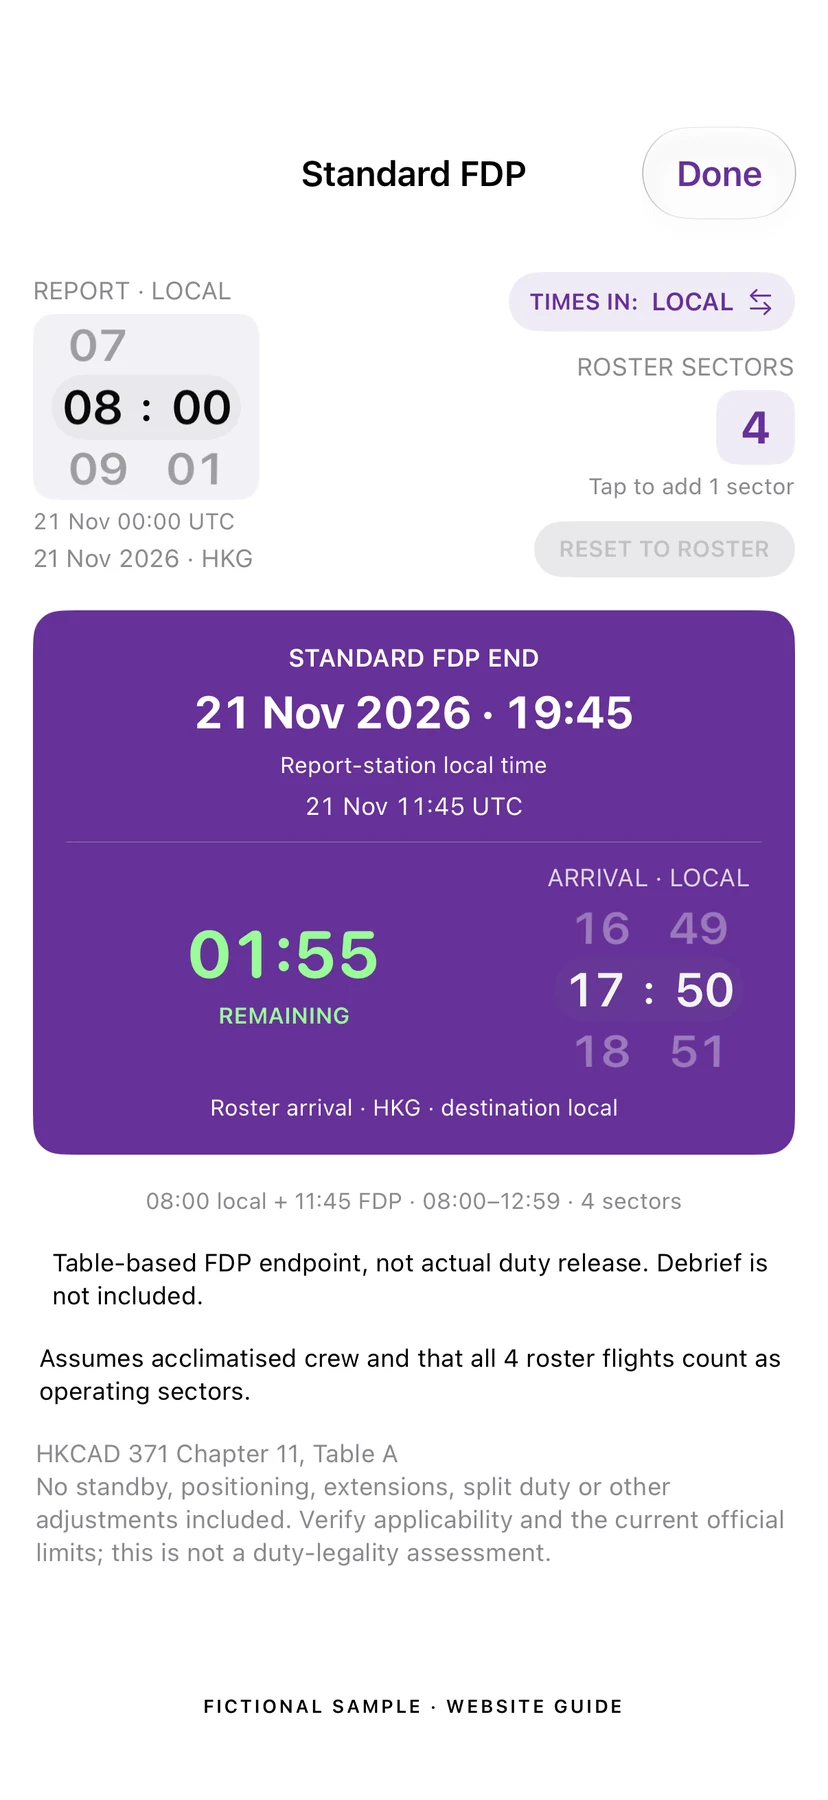 Standard FDP
Done
REPORT · LOCAL
07
08 : 00
09 01
21 Nov 00:00 UTC
21 Nov 2026 · HKG
TIMES IN: LOCAL
ROSTER SECTORS
4
Tap to add 1 sector
RESET TO ROSTER
STANDARD FDP END
21 Nov 2026 · 19:45
Report-station local time
21 Nov 11:45 UTC
01:55
REMAINING
ARRIVAL · LOCAL
16 49
17 : 50
18 51
Roster arrival · HKG · destination local
08:00 local + 11:45 FDP · 08:00–12:59 · 4 sectors
Table-based FDP endpoint, not actual duty release. Debrief is
not included.
Assumes acclimatised crew and that all 4 roster flights count as
operating sectors.
HKCAD 371 Chapter 11, Table A
No standby, positioning, extensions, split duty or other
adjustments included. Verify applicability and the current official
limits; this is not a duty-legality assessment.
FICTIONAL SAMPLE · WEBSITE GUIDE